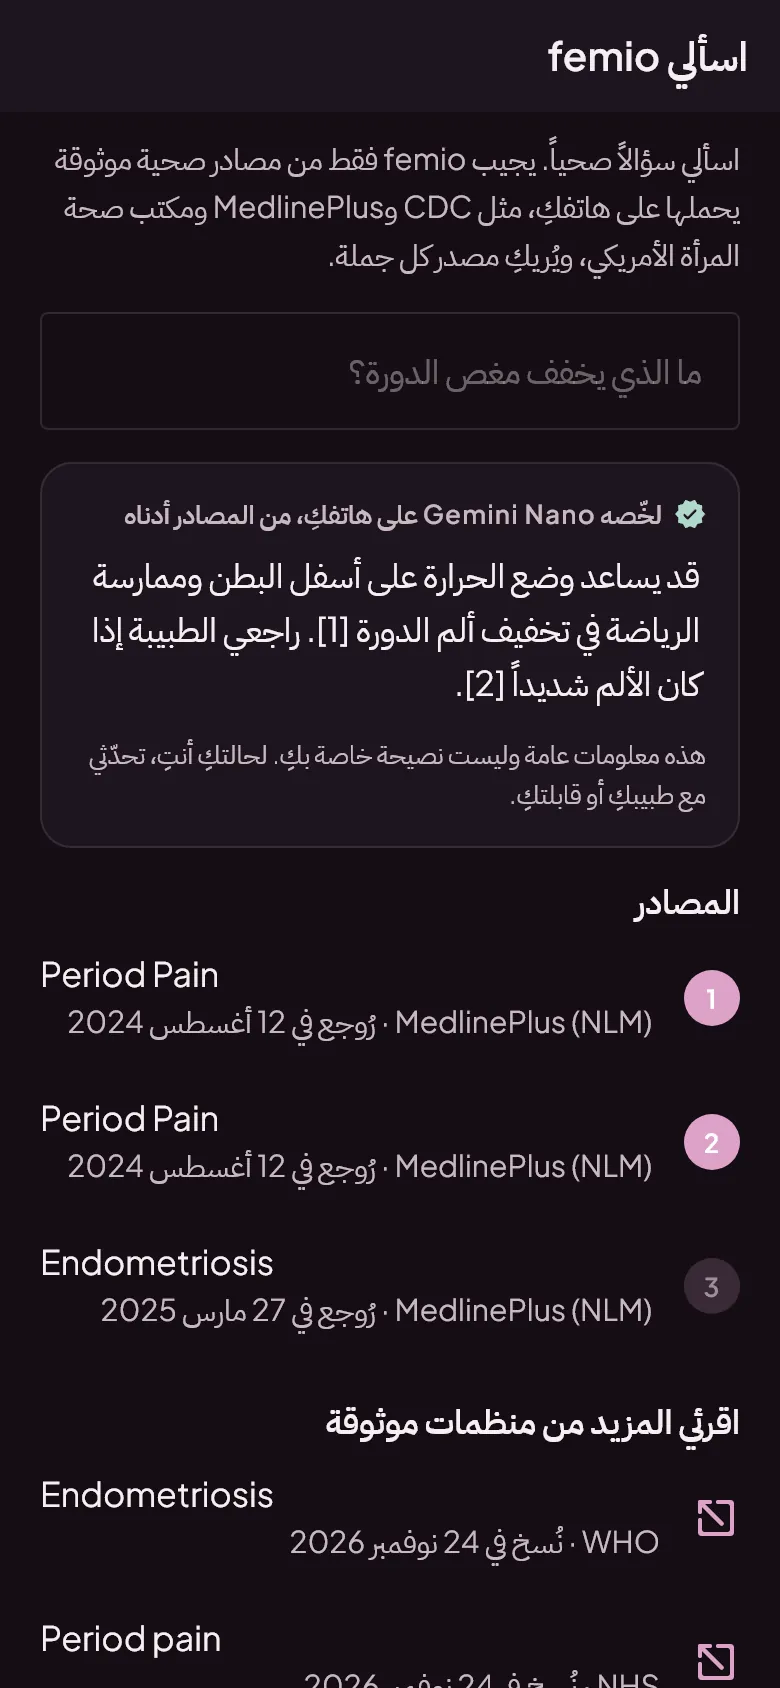 اسألي femio
اسألي سؤالاً صحياً. يجيب femio فقط من مصادر صحية موثوقة
يحملها على هاتفكِ، مثل CDC وMedlinePlus ومكتب صحة
المرأة الأمريكي، ويُريكِ مصدر كل جملة.
ما الذي يخفف مغص الدورة؟
لخّصه Gemini Nano على هاتفكِ، من المصادر أدناه
قد يساعد وضع الحرارة على أسفل البطن وممارسة
الرياضة في تخفيف ألم الدورة [1]. راجعي الطبيبة إذا
كان الألم شديداً [2].
هذه معلومات عامة وليست نصيحة خاصة بكِ. لحالتكِ أنتِ، تحدّثي
مع طبيبكِ أو قابلتكِ.
المصادر
1
Period Pain
MedlinePlus (NLM) · رُوجع في 12 أغسطس 2024
2
Period Pain
MedlinePlus (NLM) · رُوجع في 12 أغسطس 2024
3
Endometriosis
MedlinePlus (NLM) · رُوجع في 27 مارس 2025
اقرئي المزيد من منظمات موثوقة
Endometriosis
WHO · نُسخ في 24 نوفمبر 2026
Period pain
NHS · نُسخ في 24 نوفمبر 2026